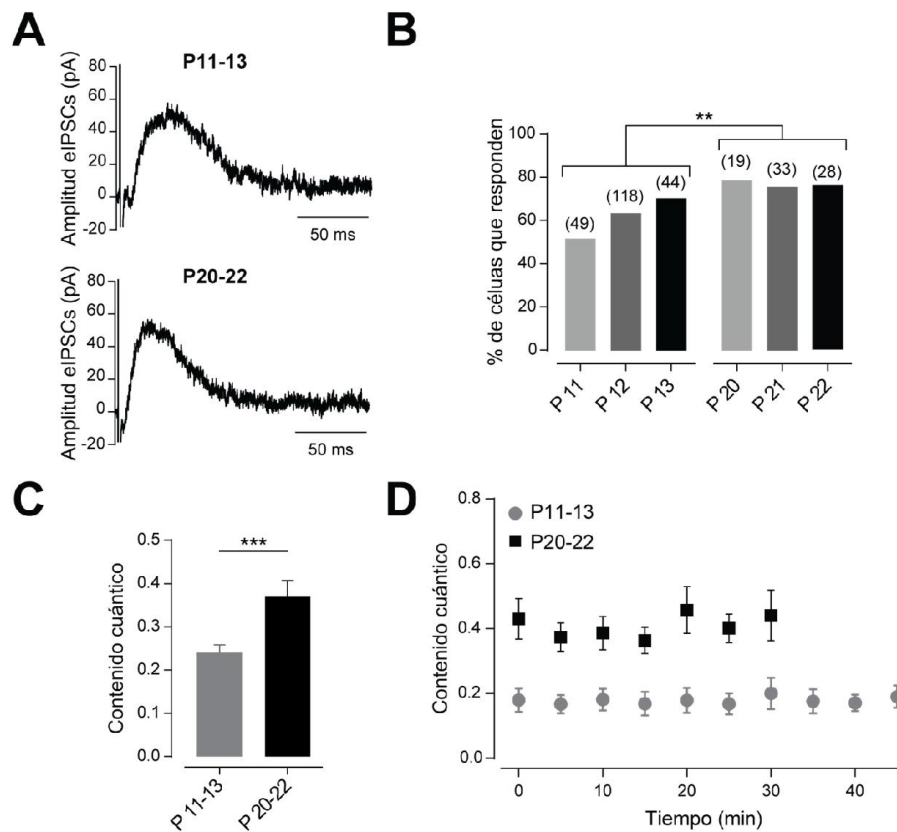 A
P11-13
Amplitud eIPSCs (pA)
80
60
40
20
0
-20
50 ms
P20-22
Amplitud eIPSCs (pA)
80
60
40
20
0
-20
50 ms
B
% de céluas que responden
100
80
60
40
20
0
**
(49)
(118)
(44)
(19)
(33)
(28)
P 11
P 12
P 13
P 20
P 21
P 22
C
Contenido cuántico
0.5
0.4
0.3
0.2
0.1
0.0
***
P 11-13
P 20-22
D
Contenido cuántico
0.8
0.6
0.4
0.2
0.0
P11-13
P20-22
0
10
20
30
40
Tiempo (min)